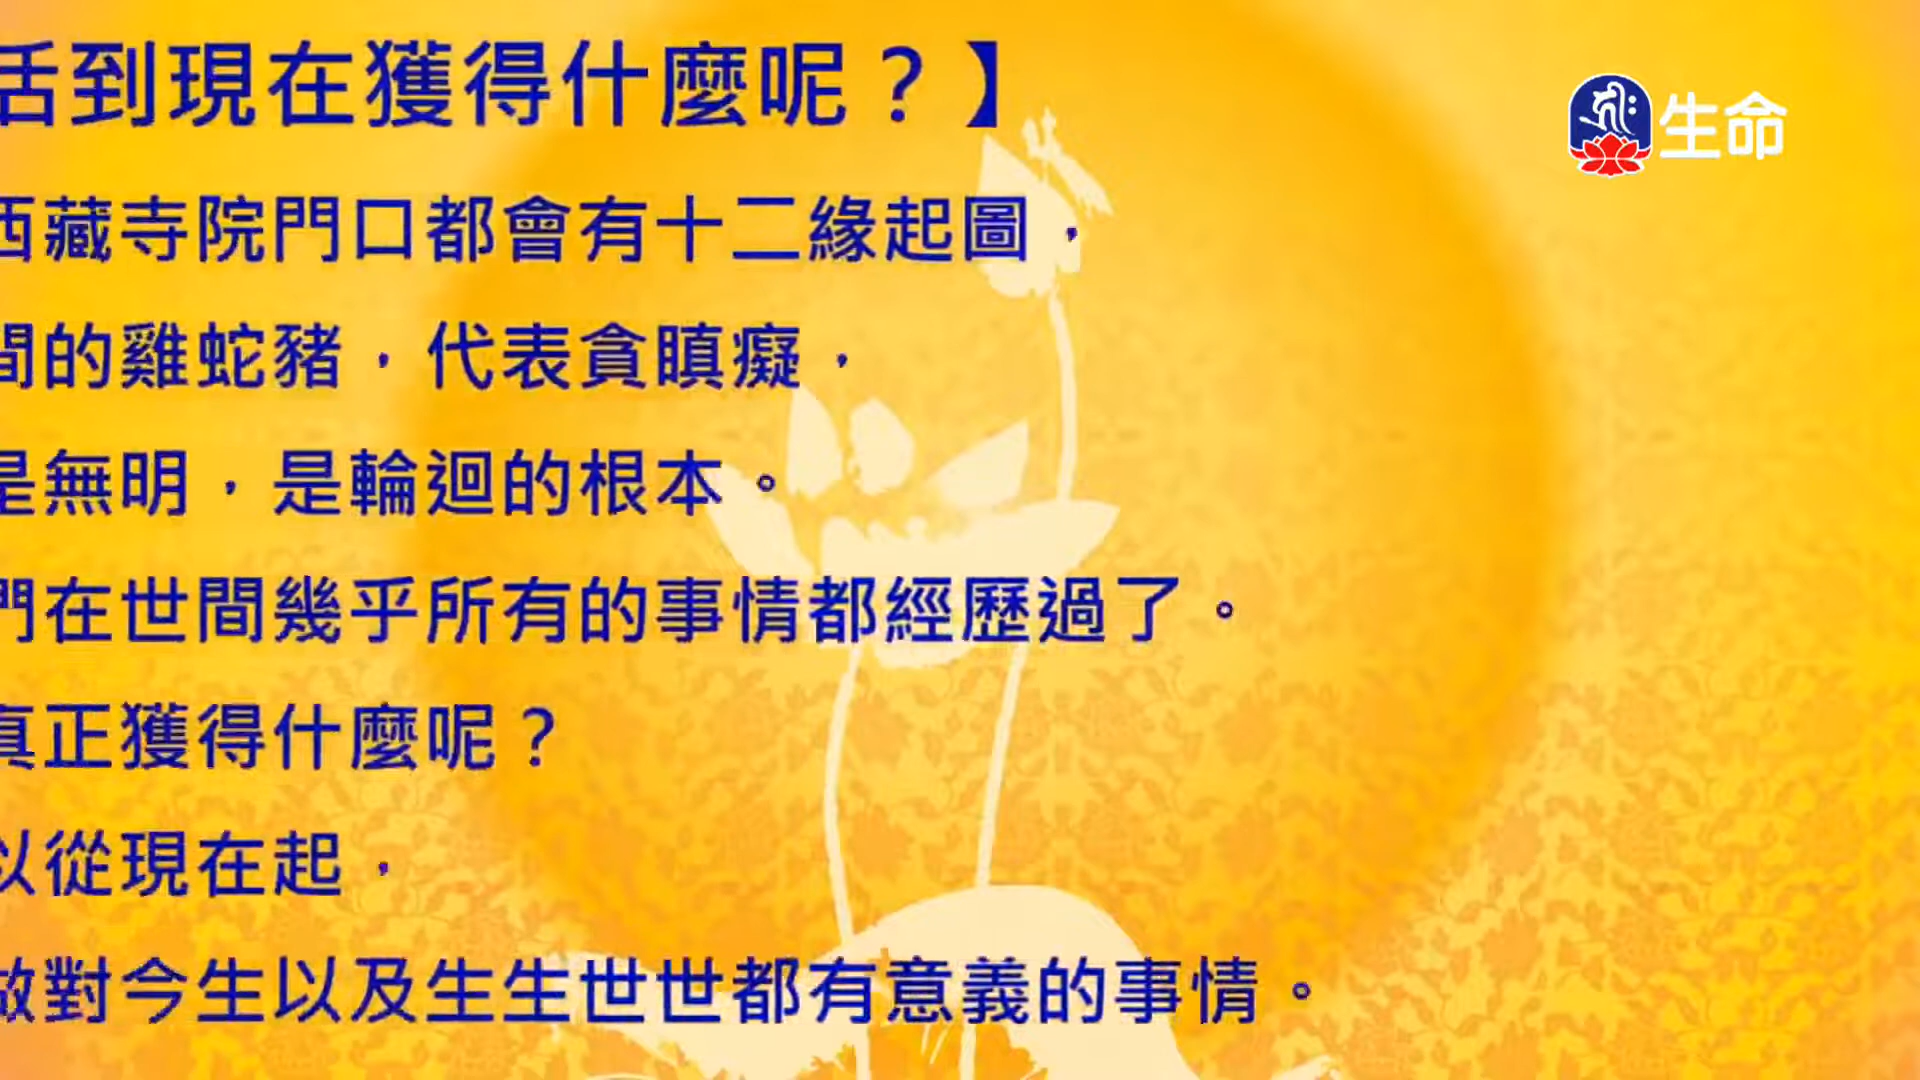 活到現在獲得什麼呢？】
生命
西藏寺院門口都會有十二緣起圖，
間的雞蛇豬，代表貪瞋癡，
是無明，是輪迴的根本。
們在世間幾乎所有的事情都經歷過了。
真正獲得什麼呢？
以從現在起，
做對今生以及生生世世都有意義的事情。